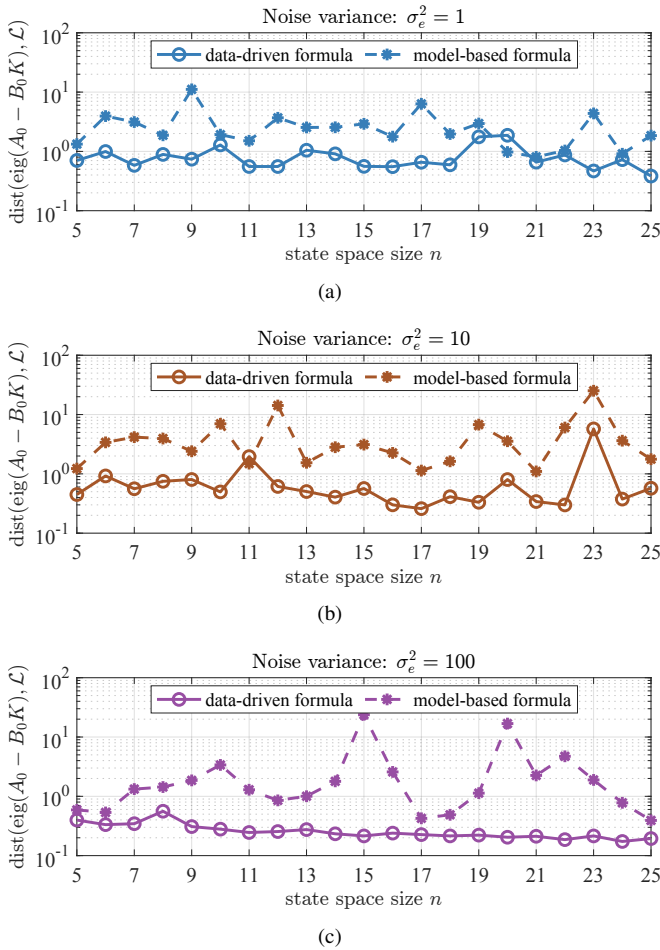 Noise variance: σ_e^2 = 1
data-driven formula model-based formula
dist(eig(A_0 − B_0K), ℒ)
10^2
10^1
10^0
10^-1
5 7 9 11 13 15 17 19 21 23 25
state space size n
(a)
Noise variance: σ_e^2 = 10
data-driven formula model-based formula
dist(eig(A_0 − B_0K), ℒ)
10^2
10^1
10^0
10^-1
5 7 9 11 13 15 17 19 21 23 25
state space size n
(b)
Noise variance: σ_e^2 = 100
data-driven formula model-based formula
dist(eig(A_0 − B_0K), ℒ)
10^2
10^1
10^0
10^-1
5 7 9 11 13 15 17 19 21 23 25
state space size n
(c)